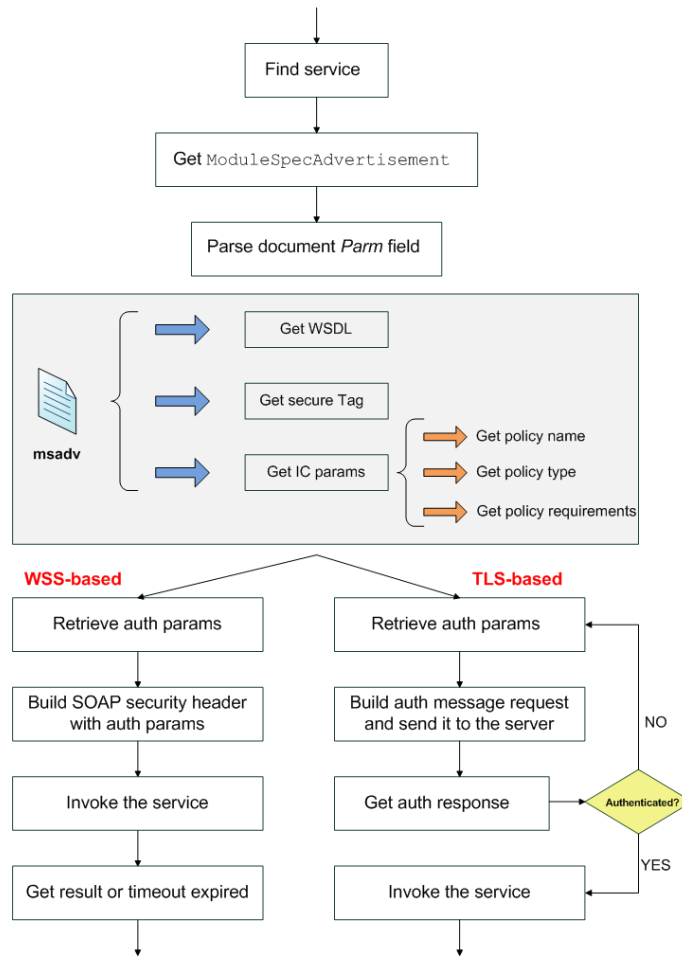 Find service
Get ModuleSpecAdvertisement
Parse document Parm field
Get WSDL
Get secure Tag
msadv
Get IC params
Get policy name
Get policy type
Get policy requirements
WSS-based
TLS-based
Retrieve auth params
Retrieve auth params
Build SOAP security header
with auth params
Build auth message request
and send it to the server
NO
Invoke the service
Get auth response
Authenticated?
YES
Get result or timeout expired
Invoke the service